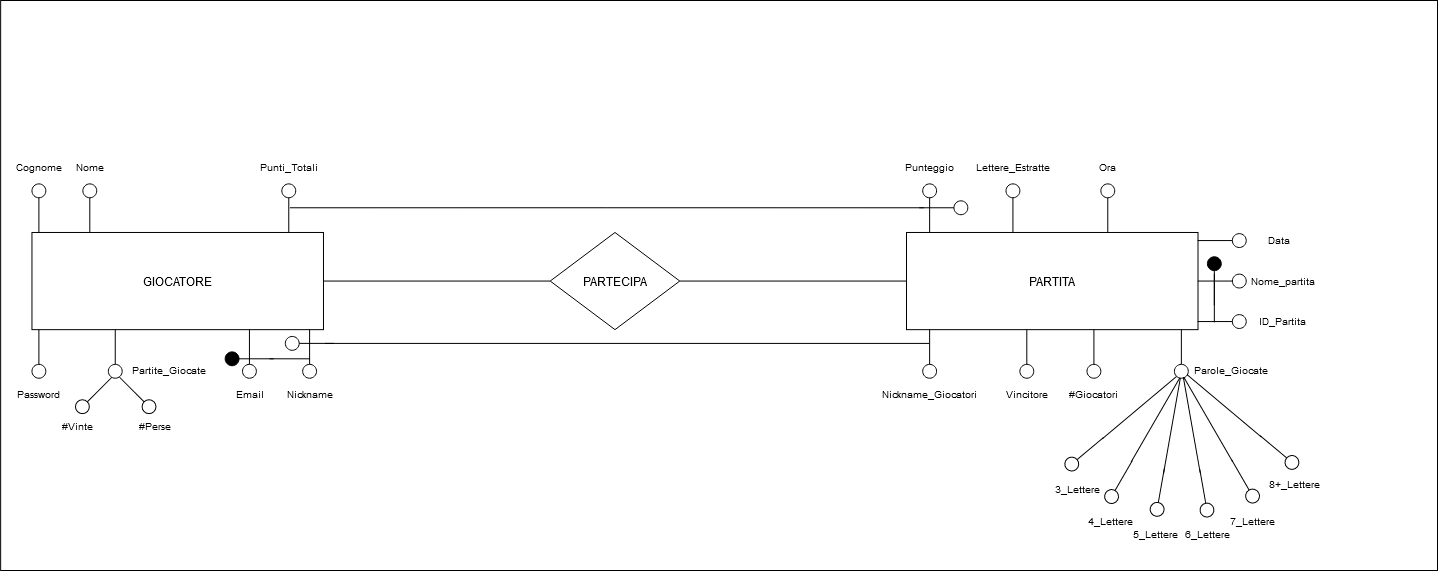 Cognome
Nome
Punti_Totali
Punteggio
Lettere_Estratte
Ora
Data
GIOCATORE
PARTECIPA
PARTITA
Nome_partita
ID_Partita
Partite_Giocate
Parole_Giocate
Password
Email
Nickname
Nickname_Giocatori
Vincitore
#Giocatori
#Vinte
#Perse
3_Lettere
8+_Lettere
4_Lettere
7_Lettere
5_Lettere
6_Lettere